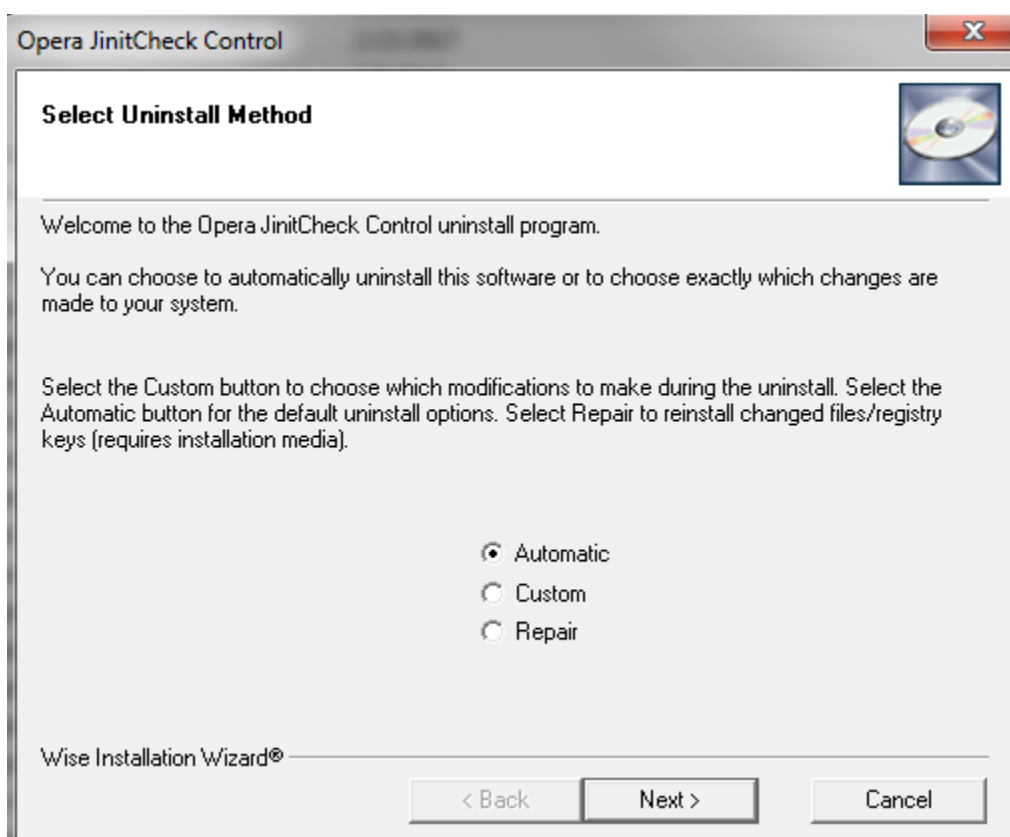 Opera JinitCheck Control
Select Uninstall Method
Welcome to the Opera JinitCheck Control uninstall program.
You can choose to automatically uninstall this software or to choose exactly which changes are
made to your system.
Select the Custom button to choose which modifications to make during the uninstall. Select the
Automatic button for the default uninstall options. Select Repair to reinstall changed files/registry
keys (requires installation media).
Automatic
Custom
Repair
Wise Installation Wizard®
< Back
Next >
Cancel